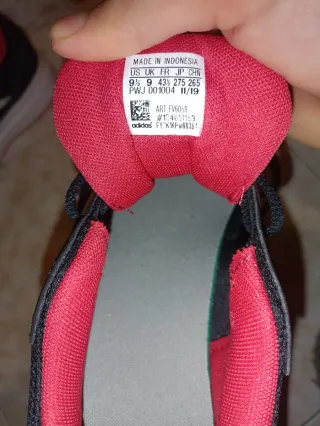 MADE IN INDONESIA
US UK FR JP CHN
9½ 9 43⅓ 275 265
PWJ 001004 11/19
ART FV6058
adidas